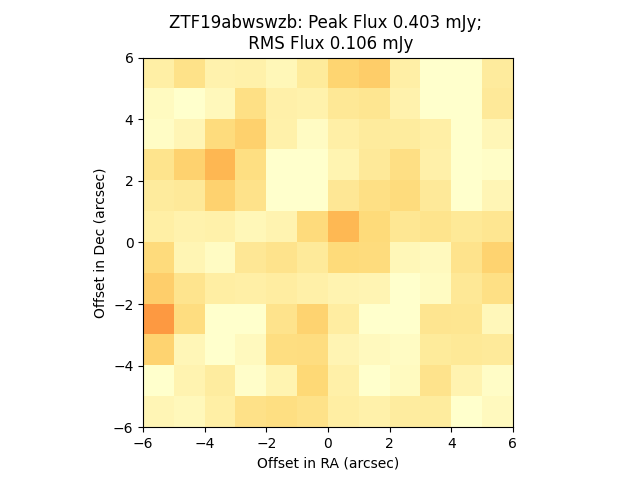 ZTF19abwswzb: Peak Flux 0.403 mJy;
RMS Flux 0.106 mJy
6
4
2
0
−2
−4
−6
Offset in Dec (arcsec)
−6 −4 −2 0 2 4 6
Offset in RA (arcsec)